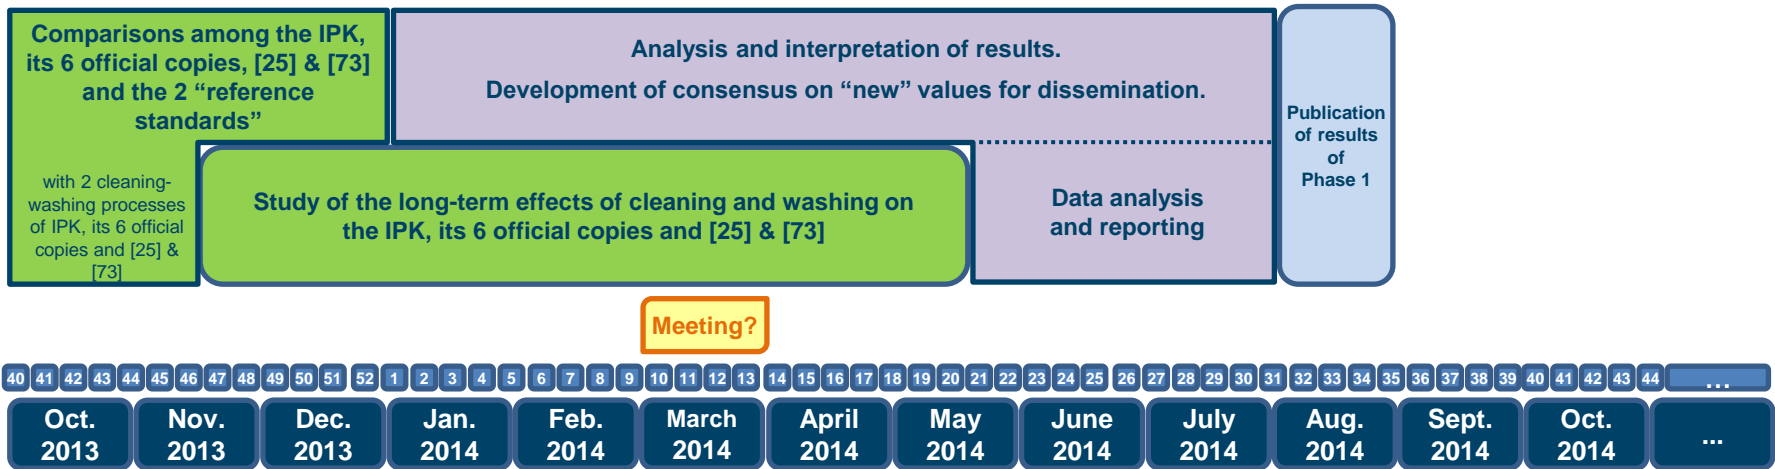 Comparisons among the IPK,
its 6 official copies, [25] & [73]
and the 2 “reference
standards”
with 2 cleaning-
washing processes
of IPK, its 6 official
copies and [25] &
[73]
Analysis and interpretation of results.
Development of consensus on “new” values for dissemination.
Study of the long-term effects of cleaning and washing on
the IPK, its 6 official copies and [25] & [73]
Data analysis
and reporting
Publication
of results
of
Phase 1
Meeting?
40 41 42 43 44 45 46 47 48 49 50 51 52 1 2 3 4 5 6 7 8 9 10 11 12 13 14 15 16 17 18 19 20 21 22 23 24 25 26 27 28 29 30 31 32 33 34 35 36 37 38 39 40 41 42 43 44 ...
Oct. Nov. Dec. Jan. Feb. March April May June July Aug. Sept. Oct. ...
2013 2013 2013 2014 2014 2014 2014 2014 2014 2014 2014 2014 2014